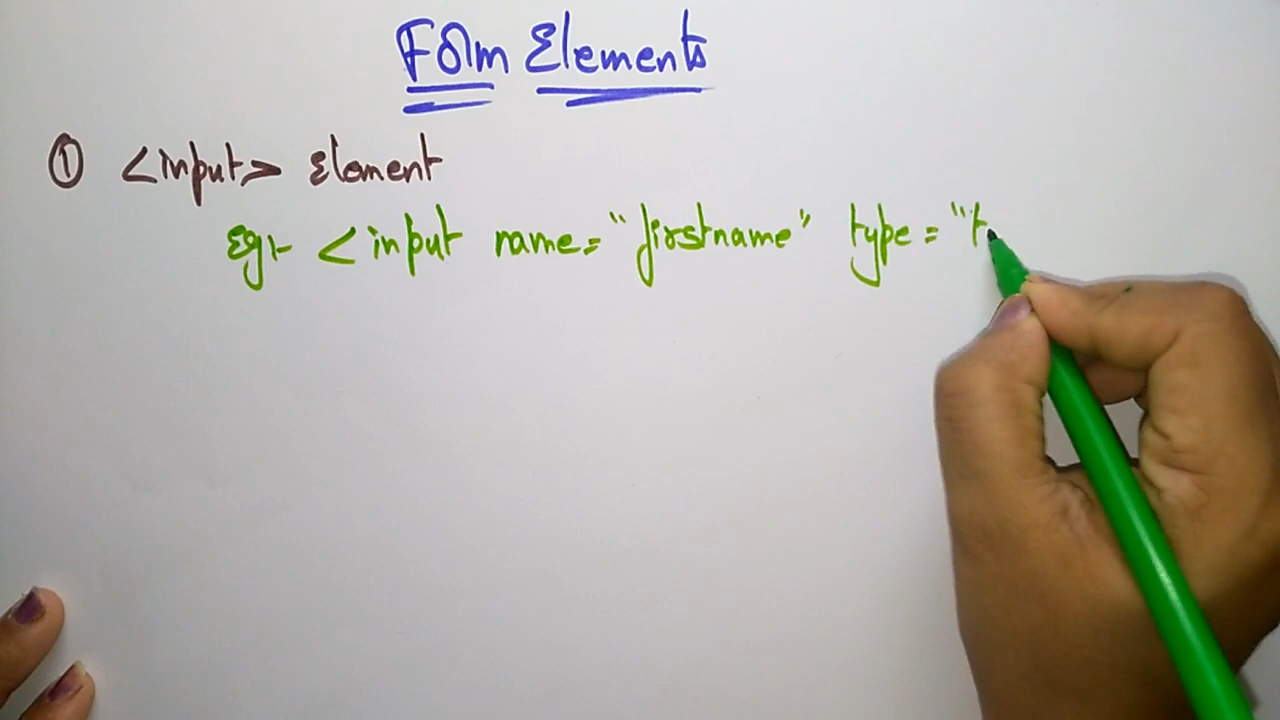 Form Elements
① <input> Element
Eg:- <input name="firstname" type="t